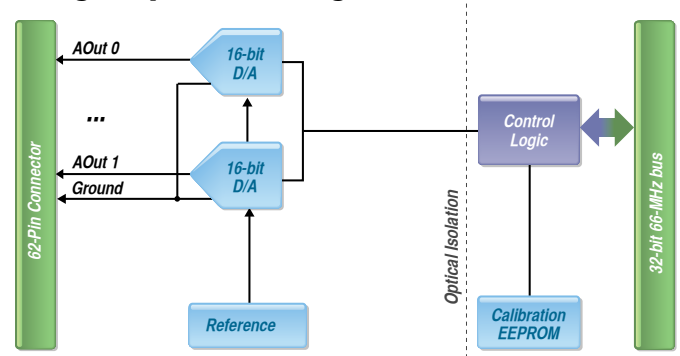 AOut 0
16-bit
D/A
...
AOut 1
16-bit
D/A
Ground
62-Pin Connector
Reference
Optical Isolation
Control
Logic
Calibration
EEPROM
32-bit 66-MHz bus